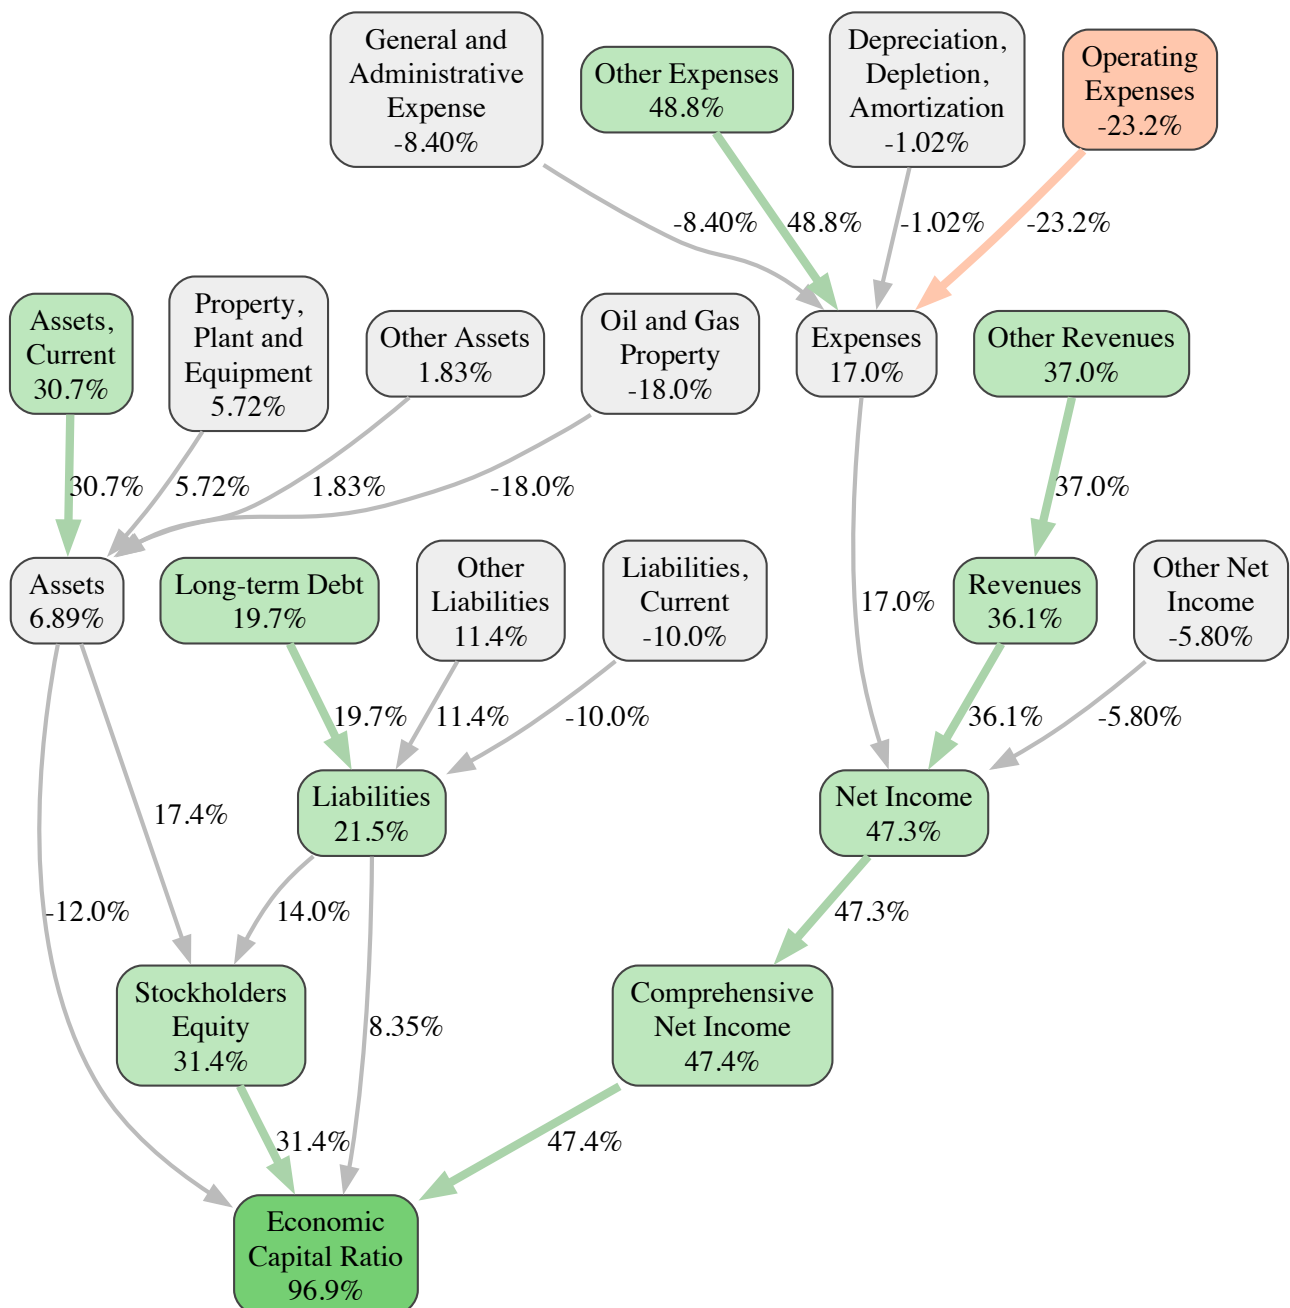 General and
Administrative
Expense
-8.40%
Other Expenses
48.8%
Depreciation,
Depletion,
Amortization
-1.02%
Operating
Expenses
-23.2%
-8.40%
48.8%
-1.02%
-23.2%
Assets,
Current
30.7%
Property,
Plant and
Equipment
5.72%
Other Assets
1.83%
Oil and Gas
Property
-18.0%
Expenses
17.0%
Other Revenues
37.0%
30.7%
5.72%
1.83%
-18.0%
37.0%
Assets
6.89%
Long-term Debt
19.7%
Other
Liabilities
11.4%
Liabilities,
Current
-10.0%
17.0%
Revenues
36.1%
Other Net
Income
-5.80%
19.7%
11.4%
-10.0%
36.1%
-5.80%
17.4%
Liabilities
21.5%
Net Income
47.3%
-12.0%
14.0%
47.3%
Stockholders
Equity
31.4%
8.35%
Comprehensive
Net Income
47.4%
31.4%
47.4%
Economic
Capital Ratio
96.9%